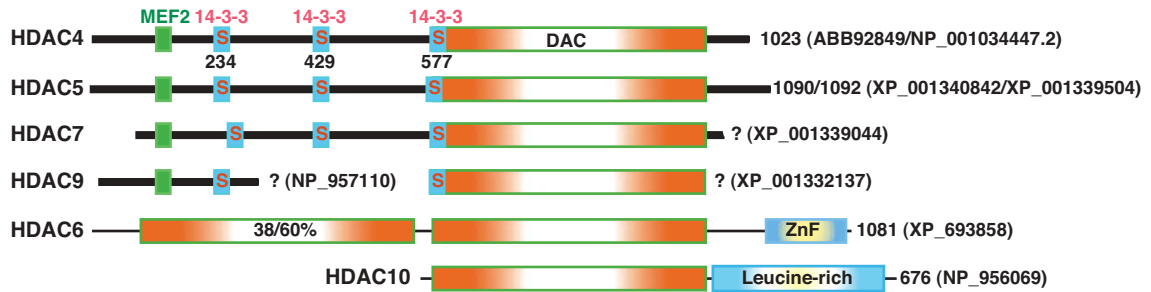 MEF2 14-3-3 14-3-3 14-3-3
HDAC4 S S S DAC 1023 (ABB92849/NP_001034447.2)
234 429 577
HDAC5 S S S 1090/1092 (XP_001340842/XP_001339504)
HDAC7 S S S ? (XP_001339044)
HDAC9 S ? (NP_957110) S ? (XP_001332137)
HDAC6 38/60% ZnF 1081 (XP_693858)
HDAC10 Leucine-rich 676 (NP_956069)